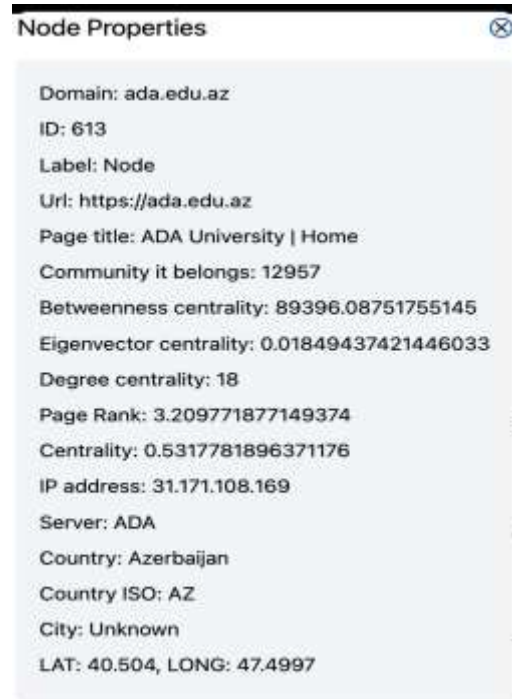 Node Properties
Domain: ada.edu.az
ID: 613
Label: Node
Url: https://ada.edu.az
Page title: ADA University | Home
Community it belongs: 12957
Betweenness centrality: 89396.08751755145
Eigenvector centrality: 0.01849437421446033
Degree centrality: 18
Page Rank: 3.209771877149374
Centrality: 0.5317781896371176
IP address: 31.171.108.169
Server: ADA
Country: Azerbaijan
Country ISO: AZ
City: Unknown
LAT: 40.504, LONG: 47.4997